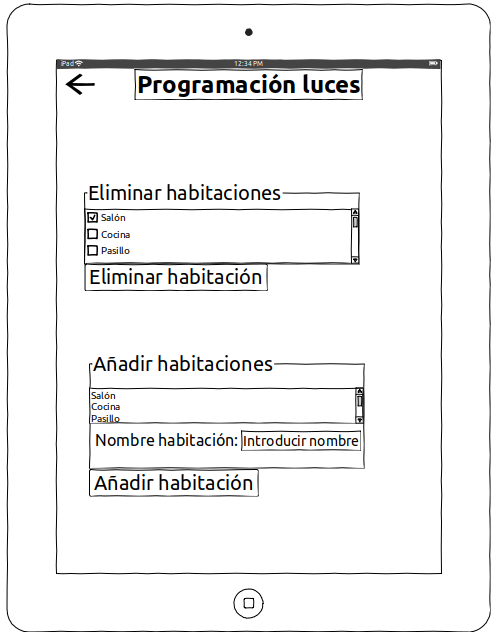 iPad 12:34 PM
Programación luces
Eliminar habitaciones
Salón
Cocina
Pasillo
Eliminar habitación
Añadir habitaciones
Salón
Cocina
Pasillo
Nombre habitación: Introducir nombre
Añadir habitación